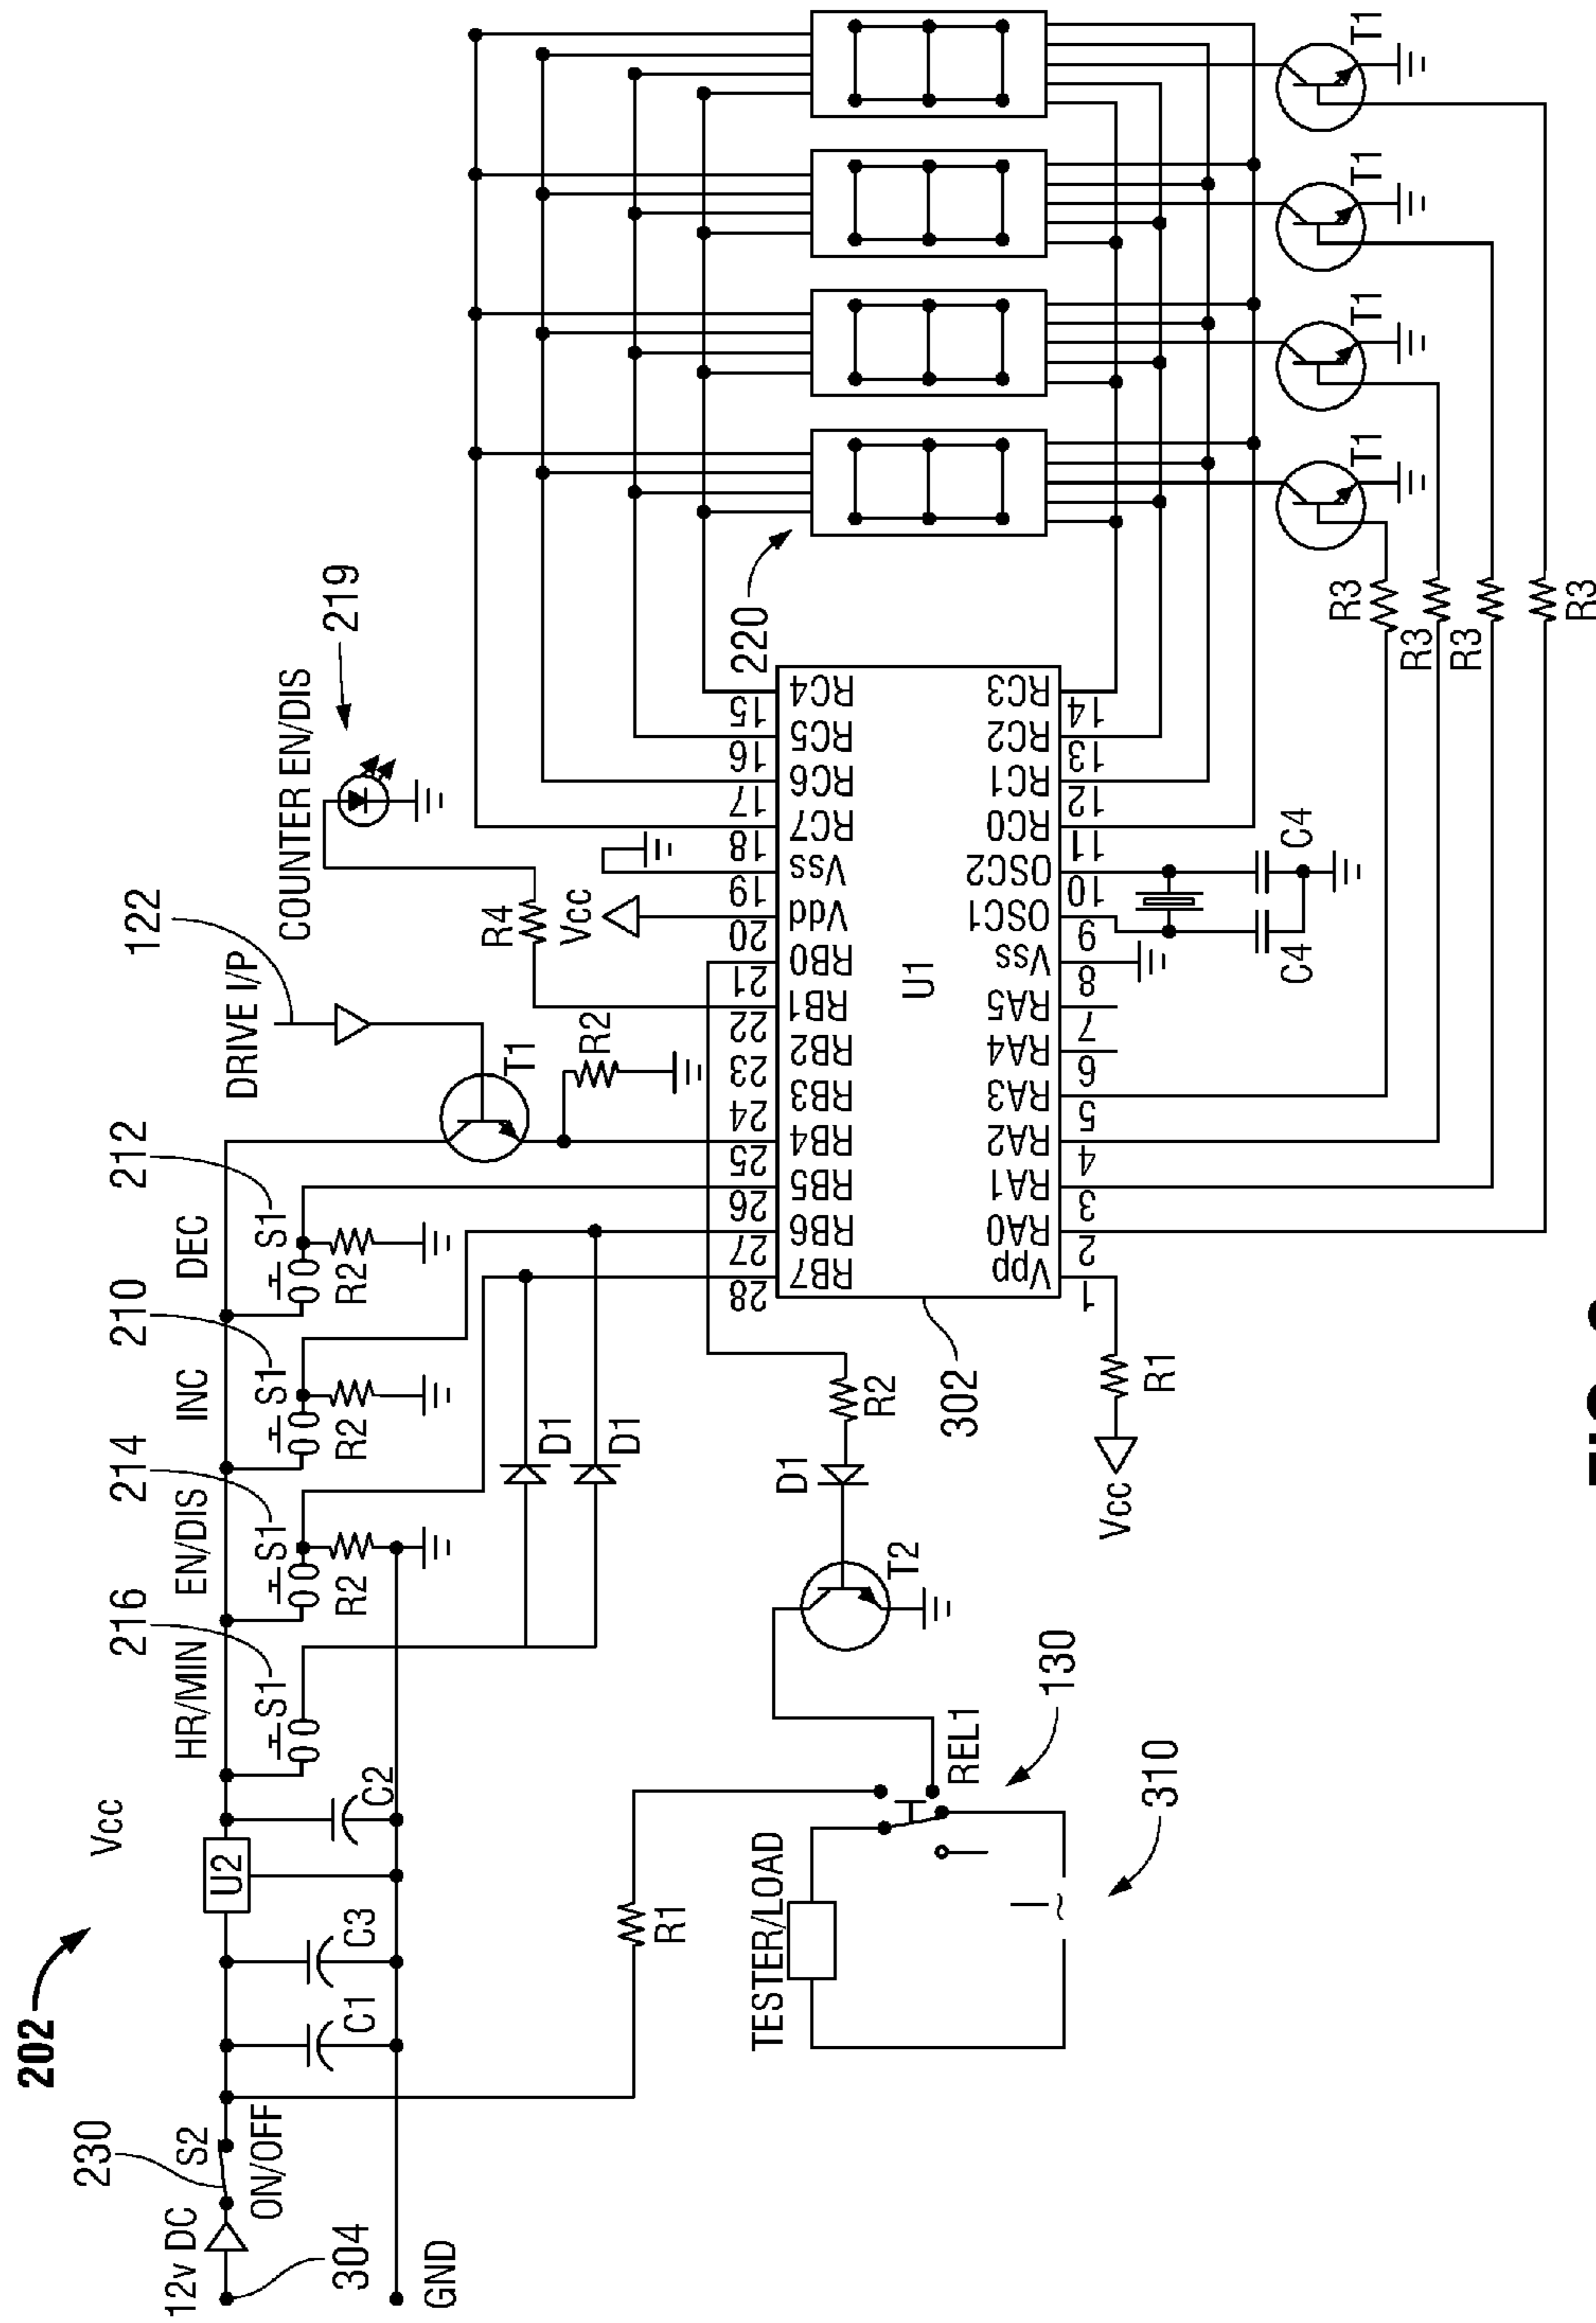 202
Vcc
230
12v DC
S2
ON/OFF
304
GND
C1
C3
U2
C2
216
HR/MIN
S1
214
EN/DIS
S1
R2
210
INC
S1
R2
212
DEC
S1
R2
122
DRIVE I/P
T1
R2
COUNTER EN/DIS
219
R4
Vcc
D1
D1
R1
TESTER/LOAD
REL1
130
310
T2
D1
R2
302
Vcc
R1
U1
28 RB7
27 RB6
26 RB5
25 RB4
24 RB3
23 RB2
22 RB1
21 RB0
20 Vdd
19 Vss
18 RC7
17 RC6
16 RC5
15 RC4
1 Vpp
2 RA0
3 RA1
4 RA2
5 RA3
6 RA4
7 RA5
8 Vss
9 OSC1
10 OSC2
11 RC0
12 RC1
13 RC2
14 RC3
C4
C4
220
R3
R3
R3
R3
T1
T1
T1
T1